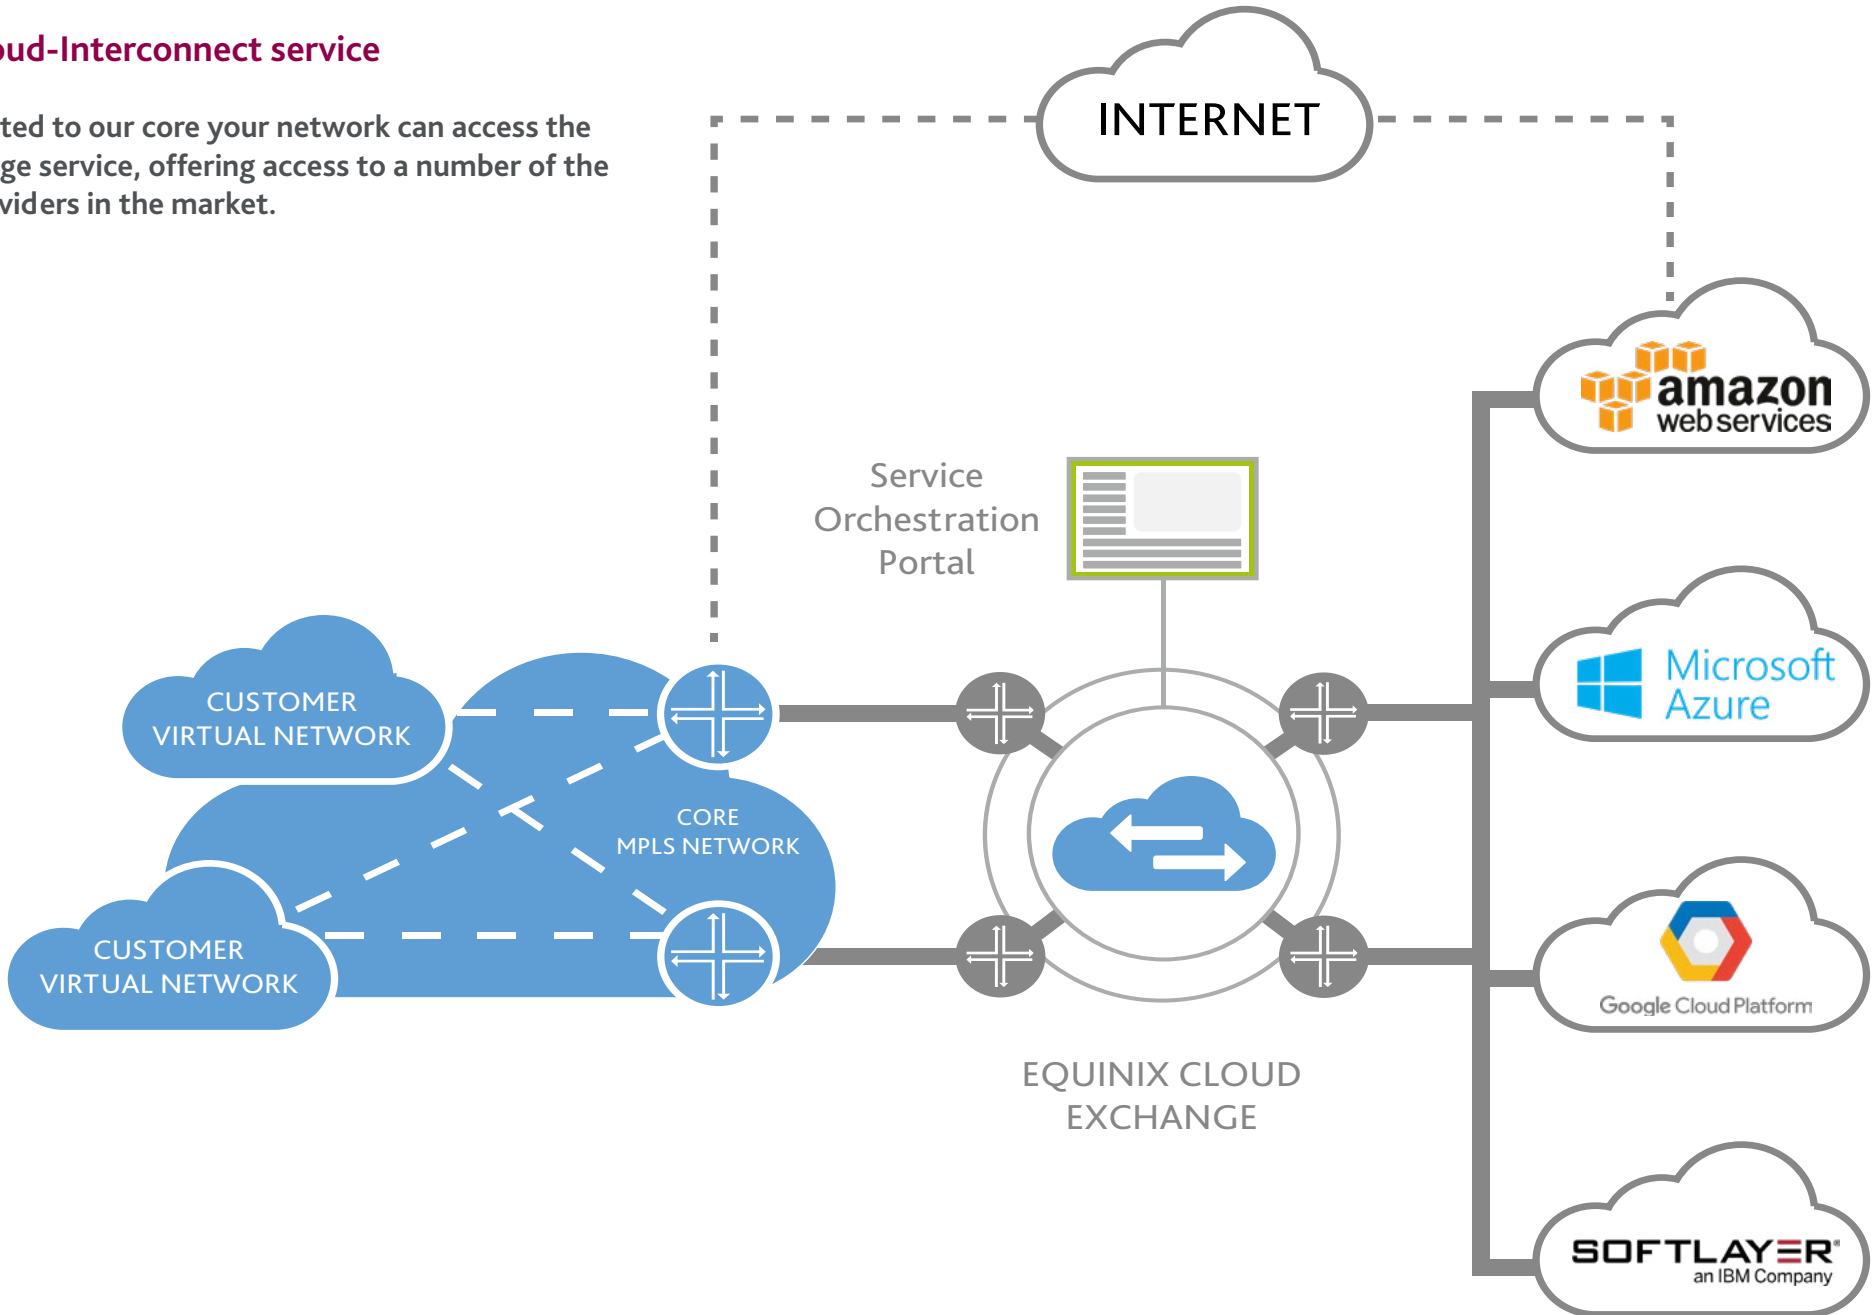 oud-Interconnect service
ted to our core your network can access the
ge service, offering access to a number of the
viders in the market.
INTERNET
amazon
web services
Service
Orchestration
Portal
Microsoft
Azure
CUSTOMER
VIRTUAL NETWORK
CORE
MPLS NETWORK
CUSTOMER
VIRTUAL NETWORK
Google Cloud Platform
EQUINIX CLOUD
EXCHANGE
SOFTLAYER®
an IBM Company